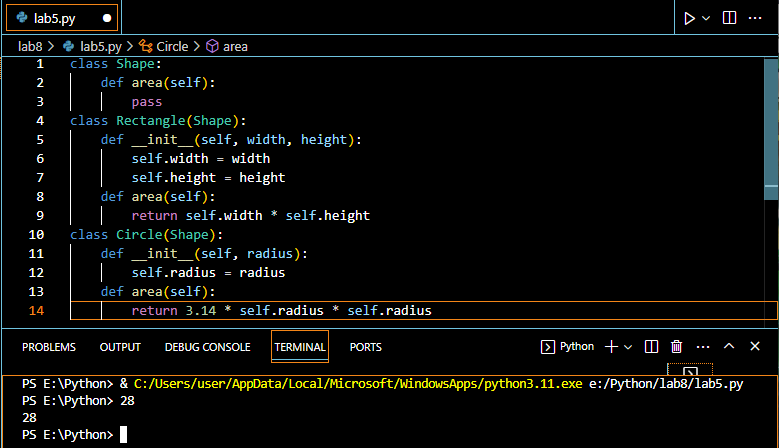 lab5.py
lab8 > lab5.py > Circle > area
1 class Shape:
2     def area(self):
3         pass
4 class Rectangle(Shape):
5     def __init__(self, width, height):
6         self.width = width
7         self.height = height
8     def area(self):
9         return self.width * self.height
10 class Circle(Shape):
11     def __init__(self, radius):
12         self.radius = radius
13     def area(self):
14         return 3.14 * self.radius * self.radius
PROBLEMS OUTPUT DEBUG CONSOLE TERMINAL PORTS Python
PS E:\Python> & C:/Users/user/AppData/Local/Microsoft/WindowsApps/python3.11.exe e:/Python/lab8/lab5.py
PS E:\Python> 28
28
PS E:\Python>